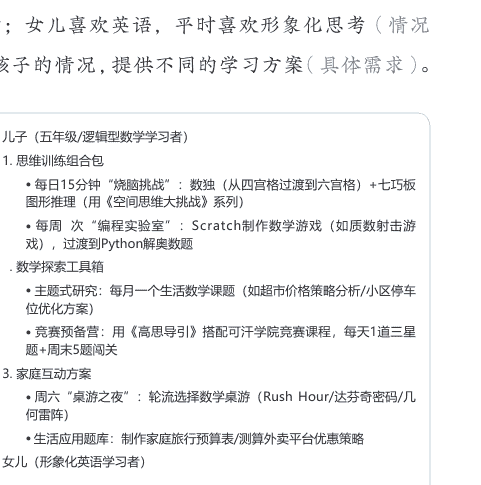 ；女儿喜欢英语，平时喜欢形象化思考（情况
孩子的情况，提供不同的学习方案（具体需求）。
儿子（五年级/逻辑型数学学习者）
1. 思维训练组合包
• 每日15分钟“烧脑挑战”：数独（从四宫格过渡到六宫格）+七巧板
图形推理（用《空间思维大挑战》系列）
• 每周 次“编程实验室”：Scratch制作数学游戏（如质数射击游
戏），过渡到Python解奥数题
. 数学探索工具箱
• 主题式研究：每月一个生活数学课题（如超市价格策略分析/小区停车
位优化方案）
• 竞赛预备营：用《高思导引》搭配可汗学院竞赛课程，每天1道三星
题+周末5题闯关
3. 家庭互动方案
• 周六“桌游之夜”：轮流选择数学桌游（Rush Hour/达芬奇密码/几
何雷阵）
• 生活应用题库：制作家庭旅行预算表/测算外卖平台优惠策略
女儿（形象化英语学习者）